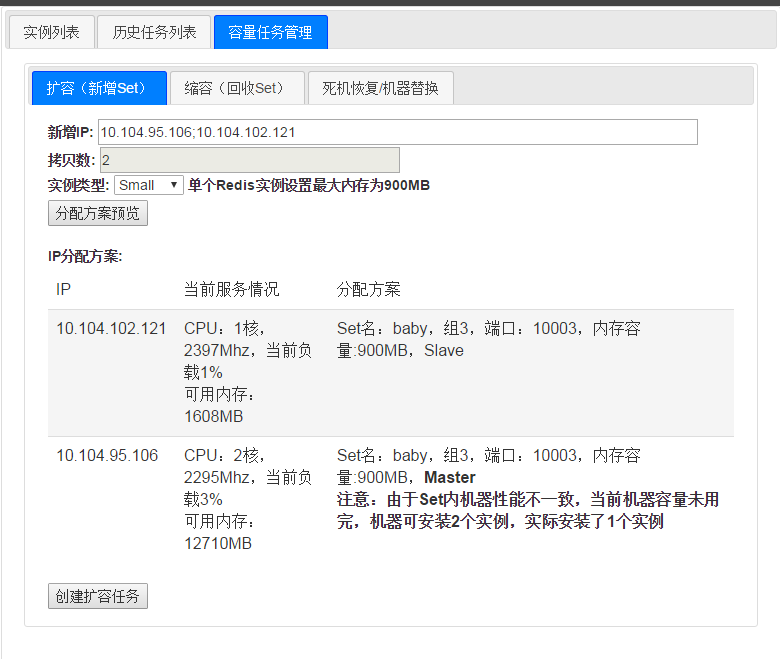 实例列表 历史任务列表 容量任务管理
扩容（新增Set） 缩容（回收Set） 死机恢复/机器替换
新增IP: 10.104.95.106;10.104.102.121
拷贝数: 2
实例类型: Small 单个Redis实例设置最大内存为900MB
分配方案预览
IP分配方案:
IP 当前服务情况 分配方案
10.104.102.121 CPU：1核， Set名：baby，组3，端口：10003，内存容
2397Mhz，当前负 量:900MB，Slave
载1%
可用内存：
1608MB
10.104.95.106 CPU：2核， Set名：baby，组3，端口：10003，内存容
2295Mhz，当前负 量:900MB，Master
载3% 注意：由于Set内机器性能不一致，当前机器容量未用
可用内存： 完，机器可安装2个实例，实际安装了1个实例
12710MB
创建扩容任务